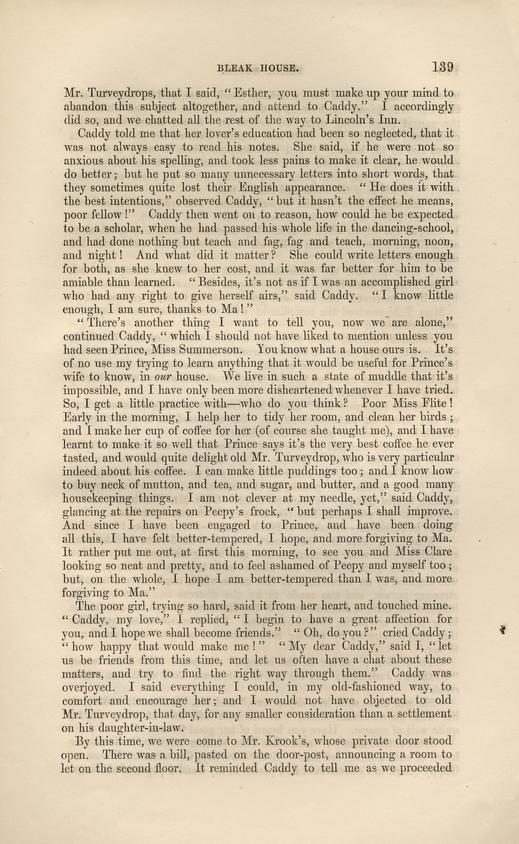 BLEAK HOUSE. 139
Mr. Turveydrops, that I said, “Esther, you must make up your mind to
abandon this subject altogether, and attend to Caddy.” I accordingly
did so, and we chatted all the rest of the way to Lincoln's Inn.
Caddy told me that her lover's education had been so neglected, that it
was not always easy to read his notes. She said, if he were not so
anxious about his spelling, and took less pains to make it clear, he would
do better; but he put so many unnecessary letters into short words, that
they sometimes quite lost their English appearance. “He does it with
the best intentions,” observed Caddy, “but it hasn't the effect he means,
poor fellow!” Caddy then went on to reason, how could he be expected
to be a scholar, when he had passed his whole life in the dancing-school,
and had done nothing but teach and fag, fag and teach, morning, noon,
and night! And what did it matter? She could write letters enough
for both, as she knew to her cost, and it was far better for him to be
amiable than learned. “Besides, it's not as if I was an accomplished girl
who had any right to give herself airs,” said Caddy. “I know little
enough, I am sure, thanks to Ma!”
“There's another thing I want to tell you, now we are alone,”
continued Caddy, “which I should not have liked to mention unless you
had seen Prince, Miss Summerson. You know what a house ours is. It's
of no use my trying to learn anything that it would be useful for Prince's
wife to know, in our house. We live in such a state of muddle that it's
impossible, and I have only been more disheartened whenever I have tried.
So, I get a little practice with—who do you think? Poor Miss Flite!
Early in the morning, I help her to tidy her room, and clean her birds;
and I make her cup of coffee for her (of course she taught me), and I have
learnt to make it so well that Prince says it's the very best coffee he ever
tasted, and would quite delight old Mr. Turveydrop, who is very particular
indeed about his coffee. I can make little puddings too; and I know how
to buy neck of mutton, and tea, and sugar, and butter, and a good many
housekeeping things. I am not clever at my needle, yet,” said Caddy,
glancing at the repairs on Peepy's frock, “but perhaps I shall improve.
And since I have been engaged to Prince, and have been doing
all this, I have felt better-tempered, I hope, and more forgiving to Ma.
It rather put me out, at first this morning, to see you and Miss Clare
looking so neat and pretty, and to feel ashamed of Peepy and myself too;
but, on the whole, I hope I am better-tempered than I was, and more
forgiving to Ma.”
The poor girl, trying so hard, said it from her heart, and touched mine.
“Caddy, my love,” I replied, “I begin to have a great affection for
you, and I hope we shall become friends.” “Oh, do you?” cried Caddy;
“how happy that would make me!” “My dear Caddy,” said I, “let
us be friends from this time, and let us often have a chat about these
matters, and try to find the right way through them.” Caddy was
overjoyed. I said everything I could, in my old-fashioned way, to
comfort and encourage her; and I would not have objected to old
Mr. Turveydrop, that day, for any smaller consideration than a settlement
on his daughter-in-law.
By this time, we were come to Mr. Krook's, whose private door stood
open. There was a bill, pasted on the door-post, announcing a room to
let on the second floor. It reminded Caddy to tell me as we proceeded